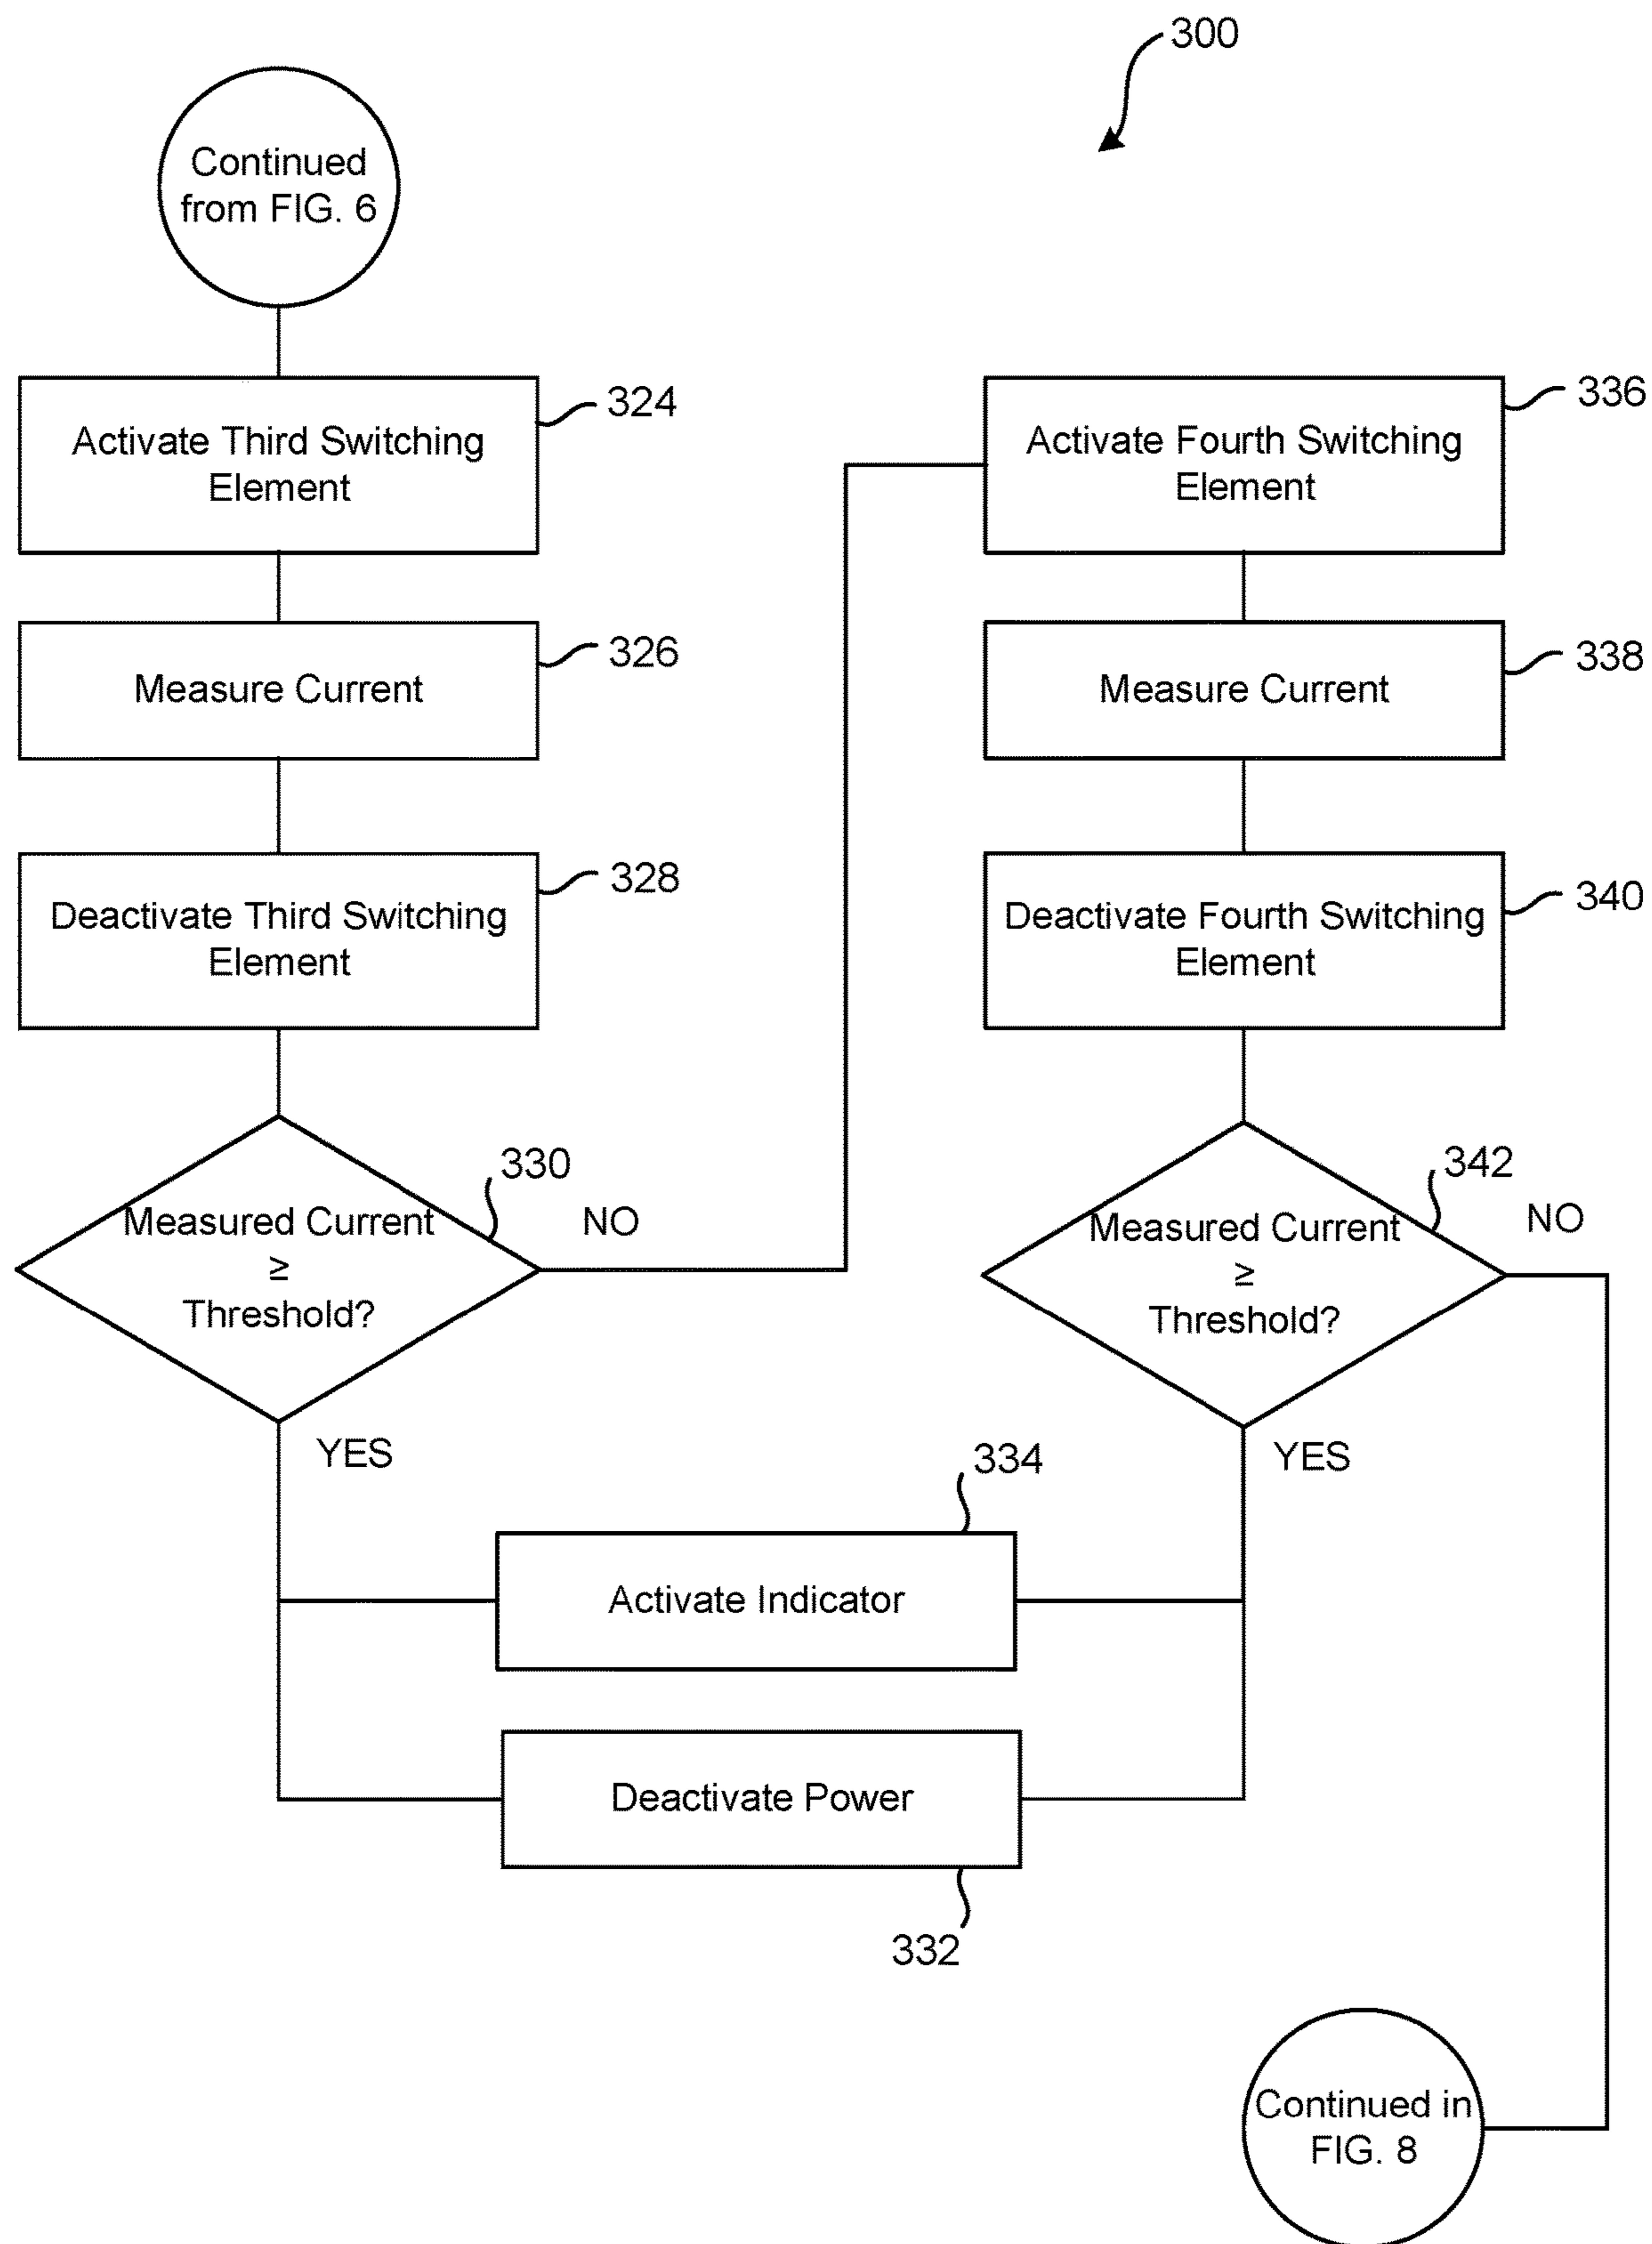 300
Continued
from FIG. 6
324
Activate Third Switching
Element
326
Measure Current
328
Deactivate Third Switching
Element
330
Measured Current
≥
Threshold?
NO
YES
336
Activate Fourth Switching
Element
338
Measure Current
340
Deactivate Fourth Switching
Element
342
Measured Current
≥
Threshold?
NO
YES
334
Activate Indicator
Deactivate Power
332
Continued in
FIG. 8